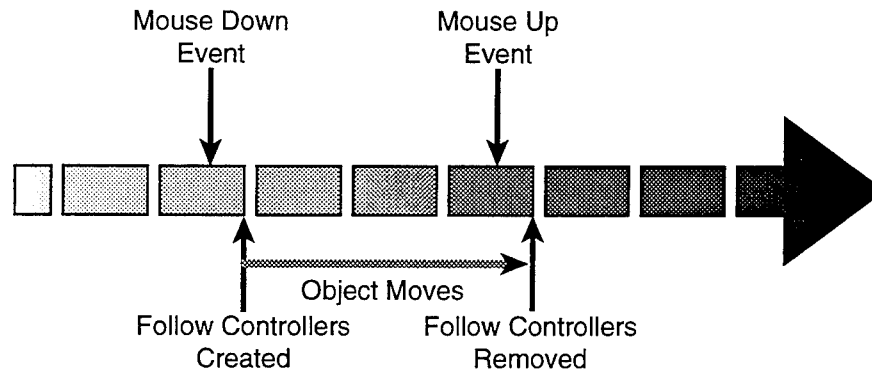 Mouse Down
Event
Mouse Up
Event
Object Moves
Follow Controllers
Created
Follow Controllers
Removed